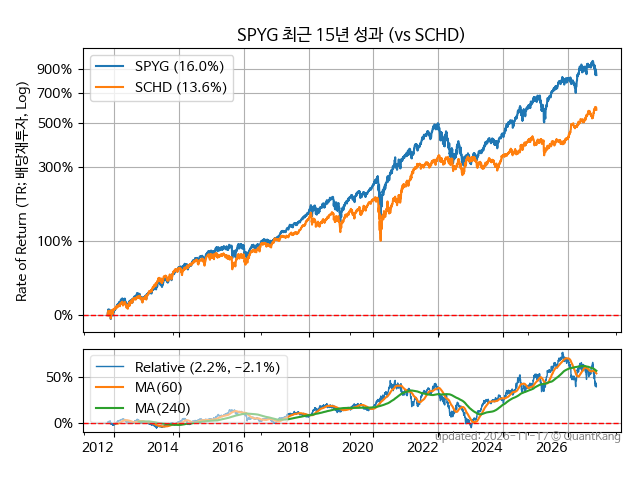 SPYG 최근 15년 성과 (vs SCHD)
SPYG (16.0%)
SCHD (13.6%)
900%
700%
500%
300%
100%
0%
Rate of Return (TR; 배당재투자, Log)
Relative (2.2%, -2.1%)
MA(60)
MA(240)
50%
0%
2012 2014 2016 2018 2020 2022 2024 2026
© QuantKang